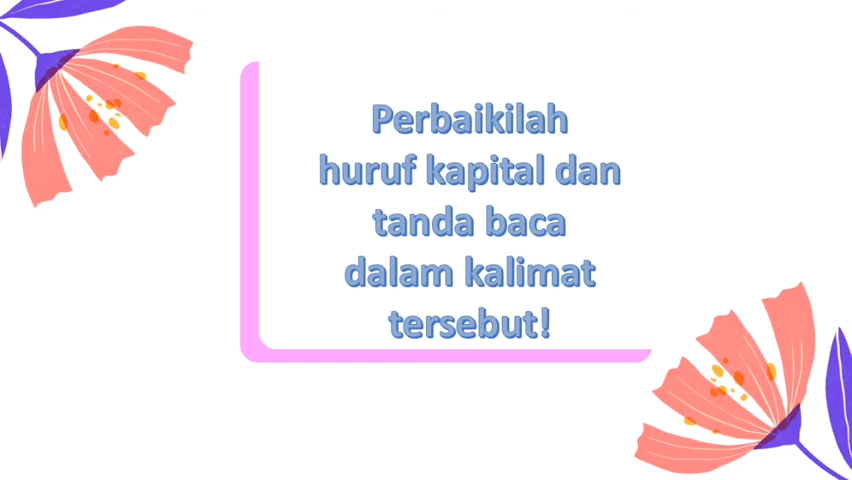 Perbaikilah
huruf kapital dan
tanda baca
dalam kalimat
tersebut!